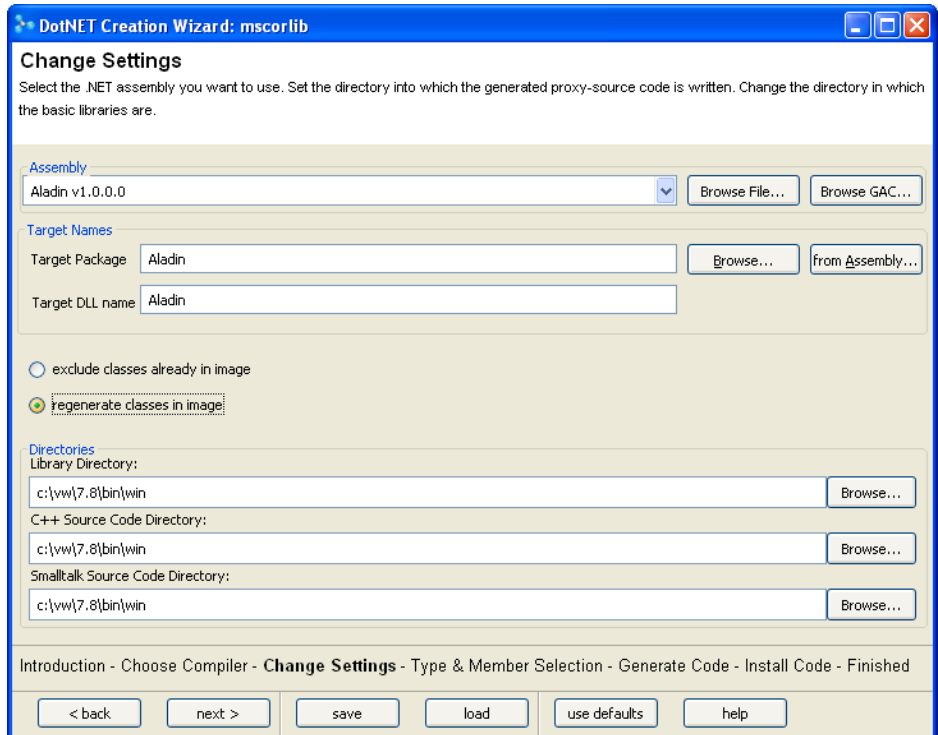 DotNET Creation Wizard: mscorlib
Change Settings
Select the .NET assembly you want to use. Set the directory into which the generated proxy-source code is written. Change the directory in which
the basic libraries are.
Assembly
Aladin v1.0.0.0 Browse File... Browse GAC...
Target Names
Target Package Aladin Browse... from Assembly...
Target DLL name Aladin
exclude classes already in image
regenerate classes in image
Directories
Library Directory:
c:\vw\7.8\bin\win Browse...
C++ Source Code Directory:
c:\vw\7.8\bin\win Browse...
Smalltalk Source Code Directory:
c:\vw\7.8\bin\win Browse...
Introduction - Choose Compiler - Change Settings - Type & Member Selection - Generate Code - Install Code - Finished
< back next > save load use defaults help